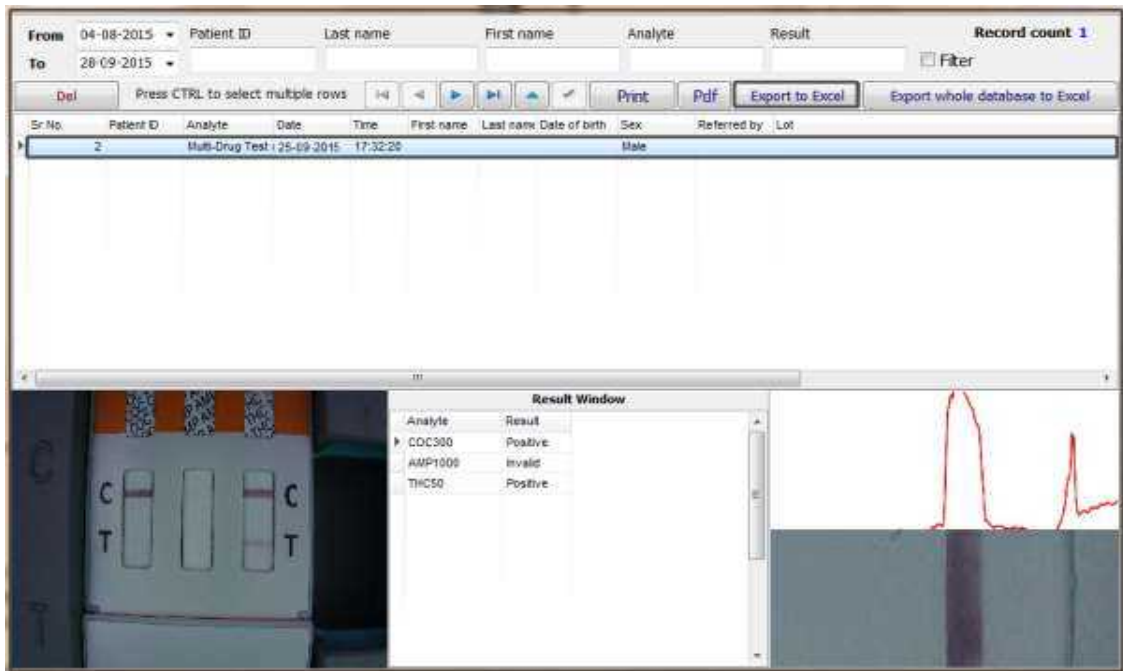 From 04-08-2015 Patient ID Last name First name Analyte Result Record count 1
To 28-09-2015 Filter
Del Press CTRL to select multiple rows Print Pdf Export to Excel Export whole database to Excel
Sr No. Patient ID Analyte Date Time First name Last name Date of birth Sex Referred by Lot
2 Multi-Drug Test 25-09-2015 17:32:20 Male
Result Window
Analyte Result
COC300 Positive
AMP1000 Invalid
THC50 Positive
C
C C
T T
T